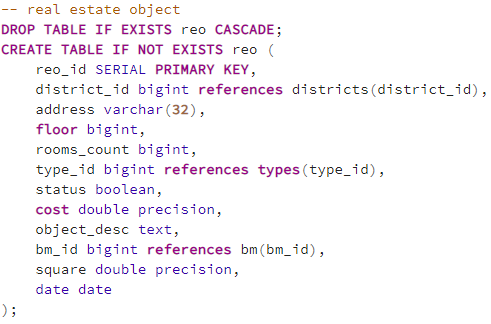 -- real estate object
DROP TABLE IF EXISTS reo CASCADE;
CREATE TABLE IF NOT EXISTS reo (
    reo_id SERIAL PRIMARY KEY,
    district_id bigint references districts(district_id),
    address varchar(32),
    floor bigint,
    rooms_count bigint,
    type_id bigint references types(type_id),
    status boolean,
    cost double precision,
    object_desc text,
    bm_id bigint references bm(bm_id),
    square double precision,
    date date
);